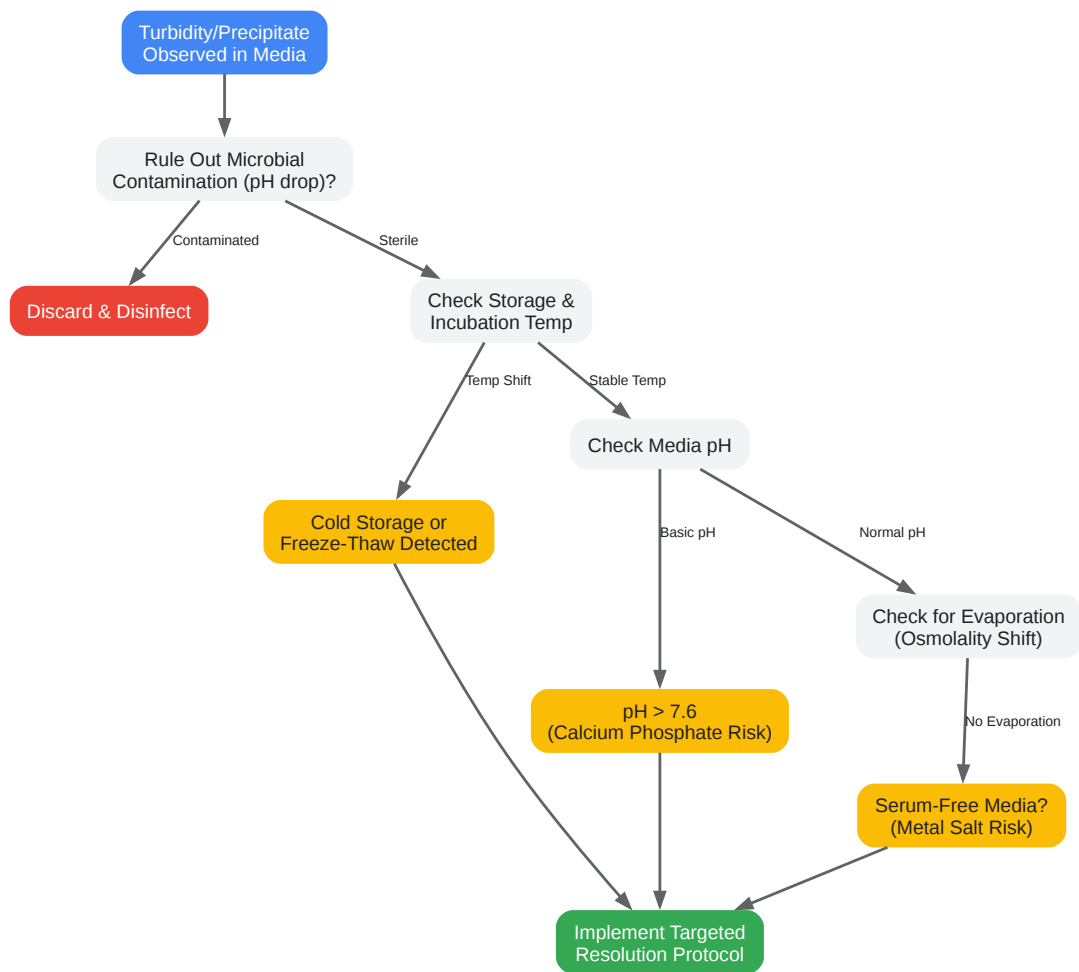 Turbidity/Precipitate
Observed in Media
Rule Out Microbial
Contamination (pH drop)?
Contaminated
Sterile
Discard & Disinfect
Check Storage &
Incubation Temp
Temp Shift
Stable Temp
Check Media pH
Cold Storage or
Freeze-Thaw Detected
Basic pH
Normal pH
Check for Evaporation
(Osmolality Shift)
pH > 7.6
(Calcium Phosphate Risk)
No Evaporation
Serum-Free Media?
(Metal Salt Risk)
Implement Targeted
Resolution Protocol